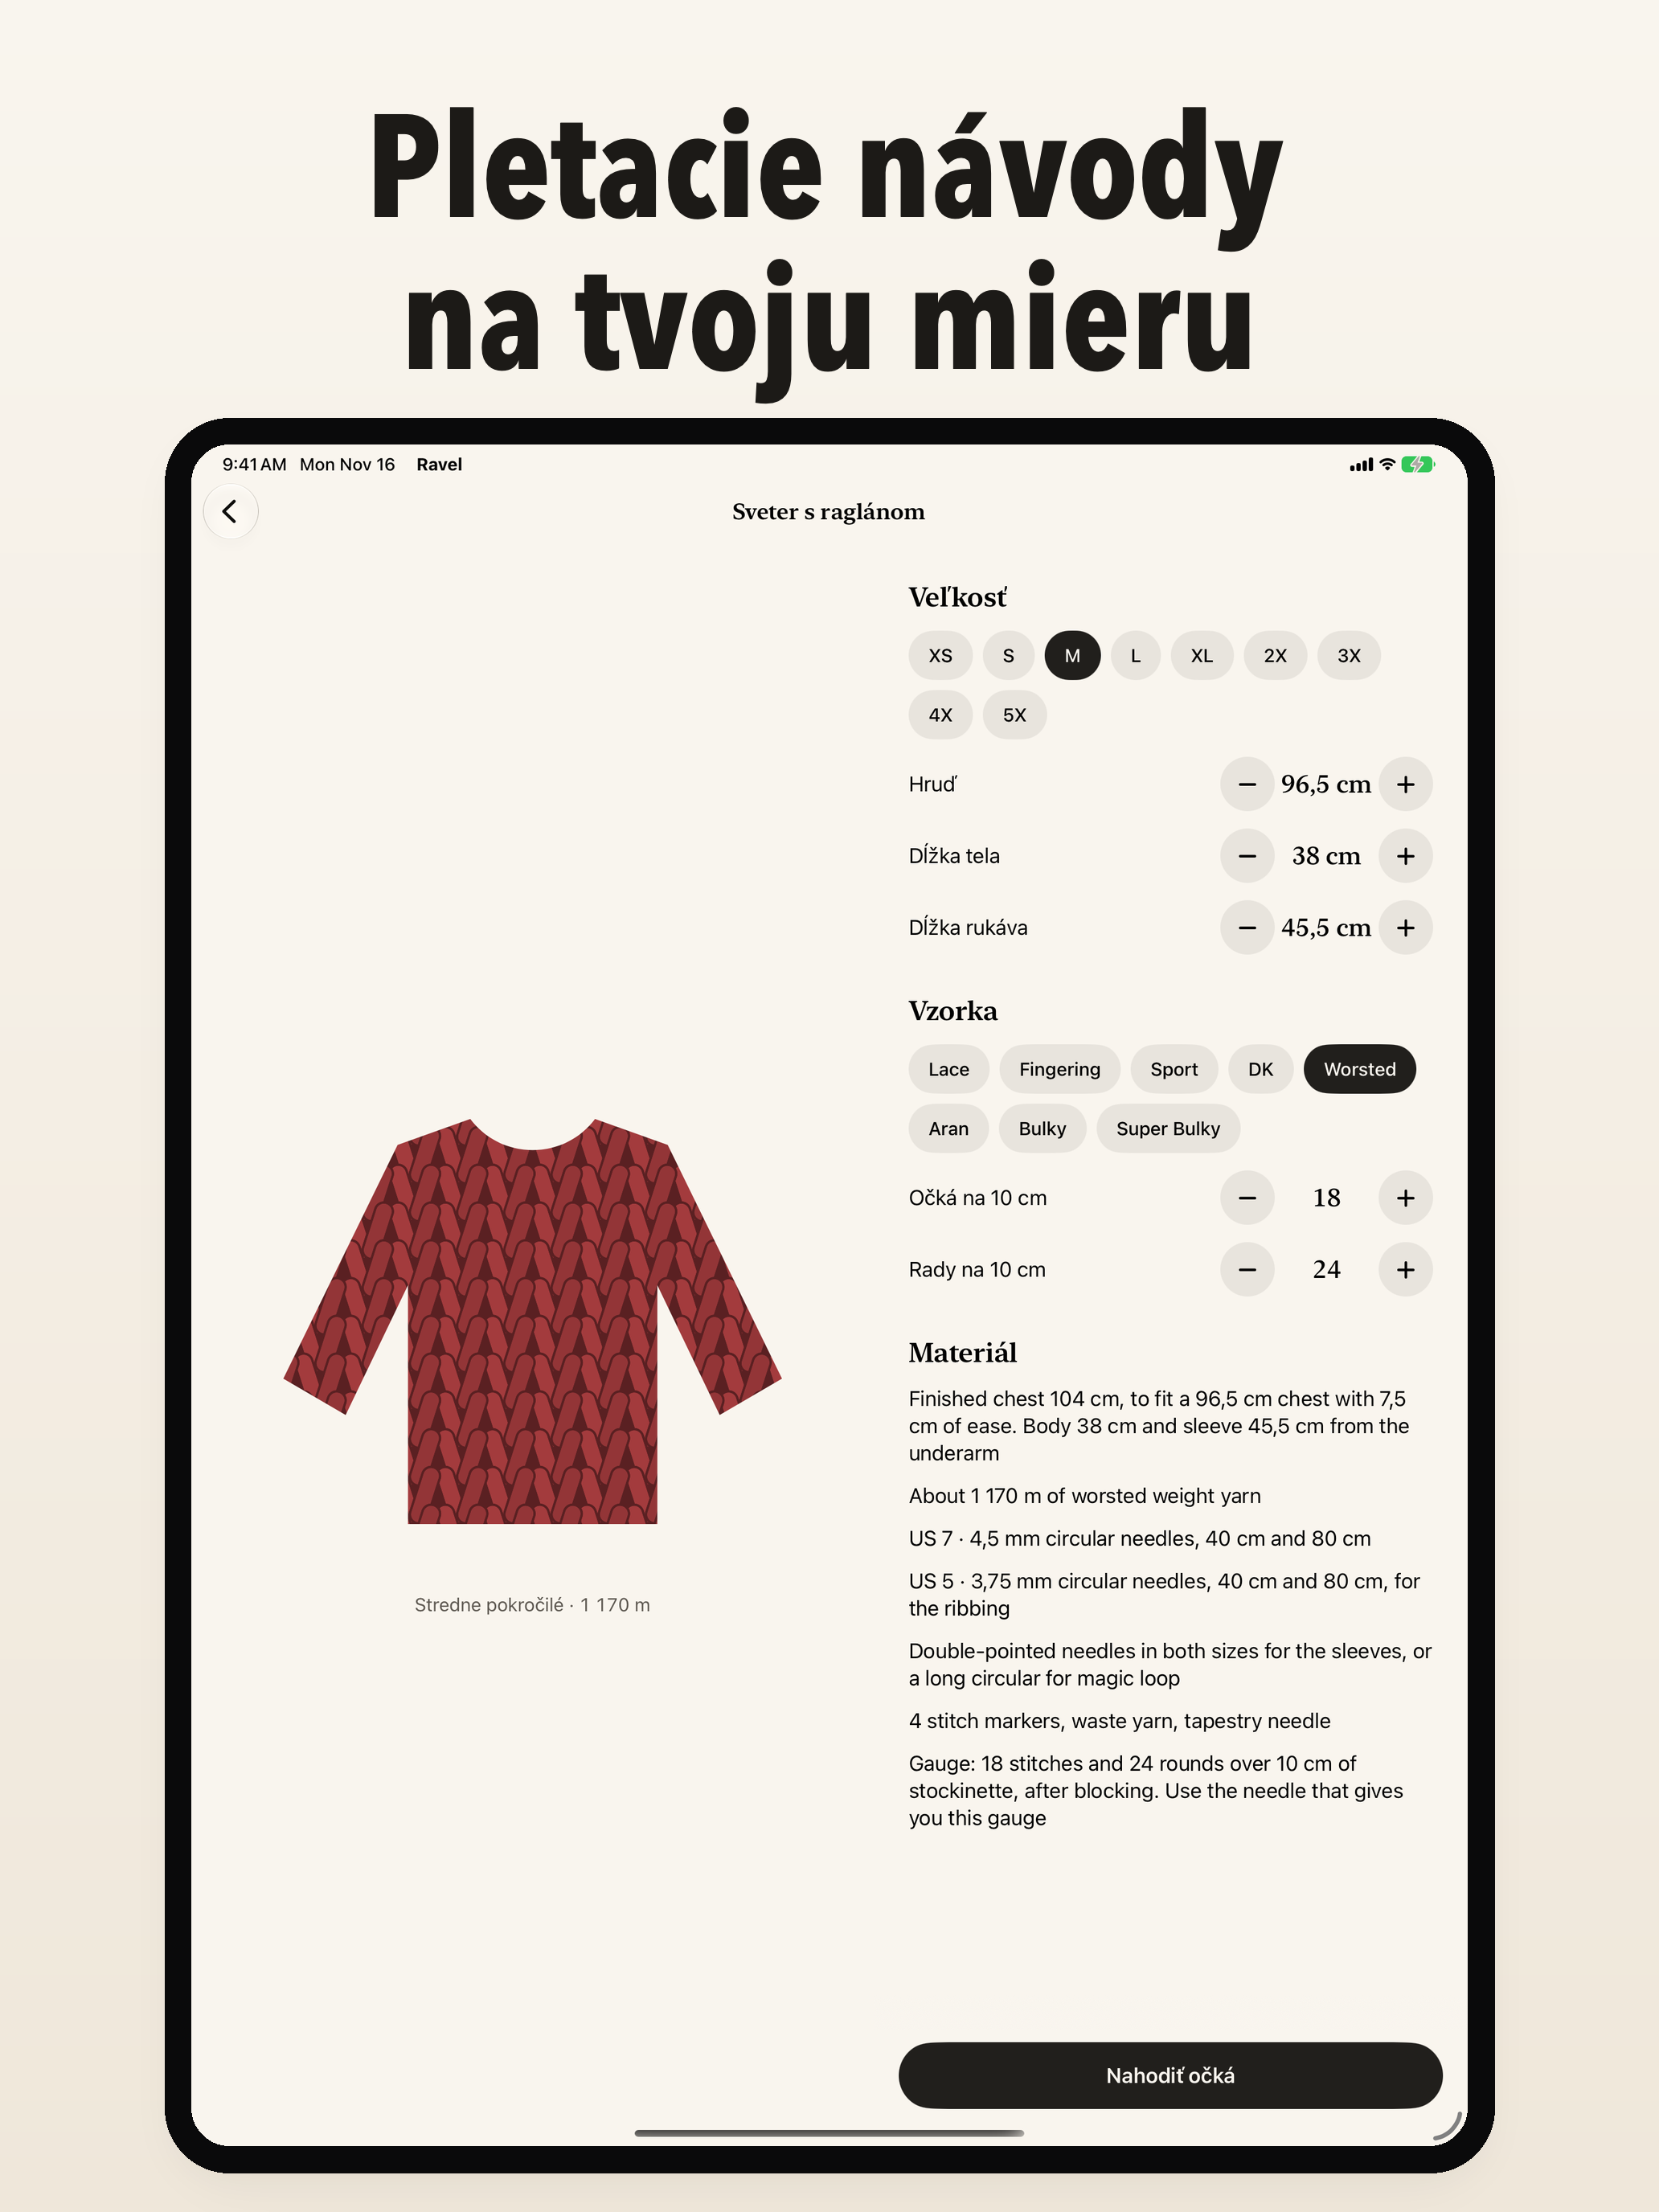 Pletacie návody
na tvoju mieru
9:41 AM Mon Nov 16 Ravel
Sveter s raglánom
Veľkosť
XS S M L XL 2X 3X
4X 5X
Hruď 96,5 cm
Dĺžka tela 38 cm
Dĺžka rukáva 45,5 cm
Vzorka
Lace Fingering Sport DK Worsted
Aran Bulky Super Bulky
Očká na 10 cm 18
Rady na 10 cm 24
Materiál
Finished chest 104 cm, to fit a 96,5 cm chest with 7,5
cm of ease. Body 38 cm and sleeve 45,5 cm from the
underarm
About 1 170 m of worsted weight yarn
US 7 · 4,5 mm circular needles, 40 cm and 80 cm
US 5 · 3,75 mm circular needles, 40 cm and 80 cm, for
the ribbing
Stredne pokročilé · 1 170 m
Double-pointed needles in both sizes for the sleeves, or
a long circular for magic loop
4 stitch markers, waste yarn, tapestry needle
Gauge: 18 stitches and 24 rounds over 10 cm of
stockinette, after blocking. Use the needle that gives
you this gauge
Nahodiť očká